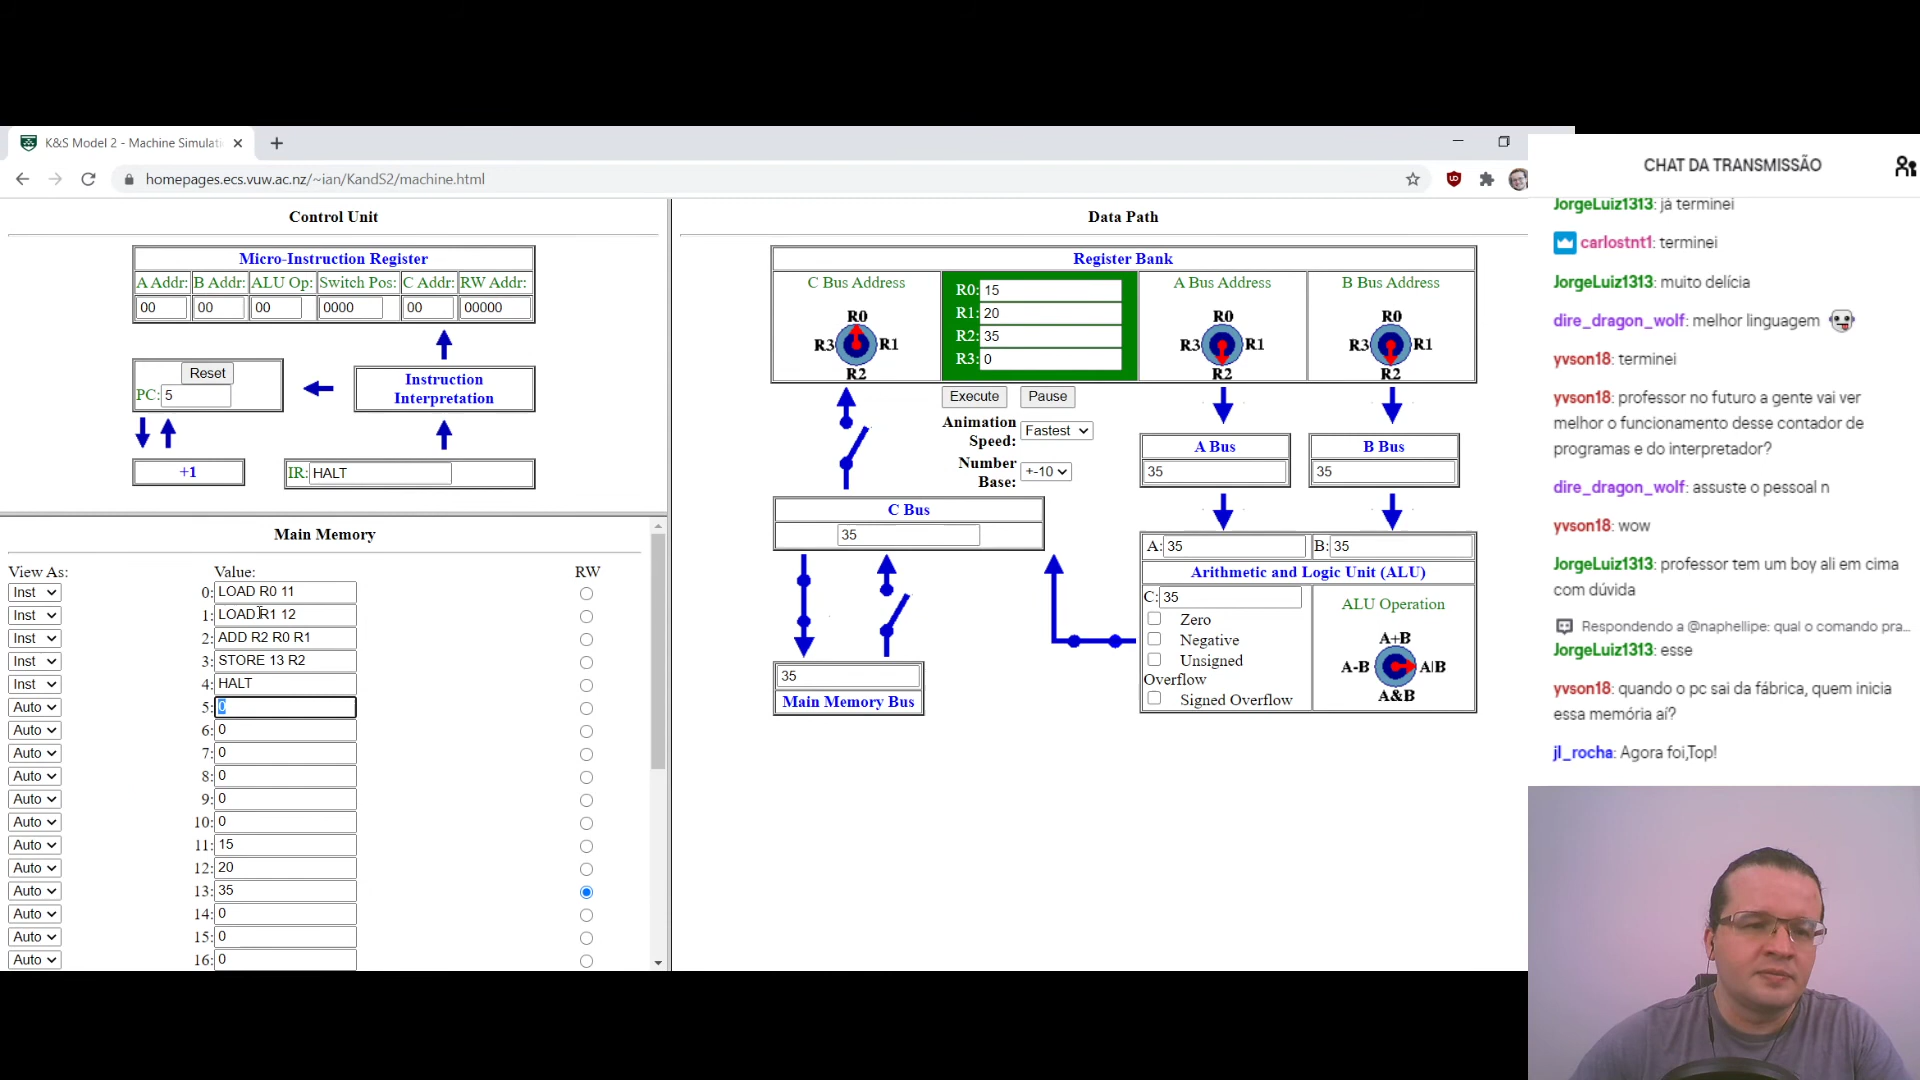 K&S Model 2 - Machine Simulati
homepages.ecs.vuw.ac.nz/~ian/KandS2/machine.html
Control Unit
Micro-Instruction Register
A Addr: B Addr: ALU Op: Switch Pos: C Addr: RW Addr:
00 00 00 0000 00 00000
Reset
PC: 5
Instruction
Interpretation
+1
IR: HALT
Main Memory
View As: Value: RW
Inst 0: LOAD R0 11
Inst 1: LOAD R1 12
Inst 2: ADD R2 R0 R1
Inst 3: STORE 13 R2
Inst 4: HALT
Auto 5: 0
Auto 6: 0
Auto 7: 0
Auto 8: 0
Auto 9: 0
Auto 10: 0
Auto 11: 15
Auto 12: 20
Auto 13: 35
Auto 14: 0
Auto 15: 0
Auto 16: 0
Data Path
Register Bank
C Bus Address
R0
R3 R1
R2
R0: 15
R1: 20
R2: 35
R3: 0
A Bus Address
R0
R3 R1
R2
B Bus Address
R0
R3 R1
R2
Execute Pause
Animation
Speed: Fastest
Number
Base: +-10
A Bus
35
B Bus
35
C Bus
35
35
Main Memory Bus
A: 35 B: 35
Arithmetic and Logic Unit (ALU)
C: 35
Zero
Negative
Unsigned
Overflow
Signed Overflow
ALU Operation
A+B
A-B A|B
A&B
CHAT DA TRANSMISSÃO
JorgeLuiz1313: já terminei
carlostnt1: terminei
JorgeLuiz1313: muito delícia
dire_dragon_wolf: melhor linguagem
yvson18: terminei
yvson18: professor no futuro a gente vai ver
melhor o funcionamento desse contador de
programas e do interpretador?
dire_dragon_wolf: assuste o pessoal n
yvson18: wow
JorgeLuiz1313: professor tem um boy ali em cima
com dúvida
Respondendo a @naphellipe: qual o comando pra...
JorgeLuiz1313: esse
yvson18: quando o pc sai da fábrica, quem inicia
essa memória aí?
jl_rocha: Agora foi,Top!